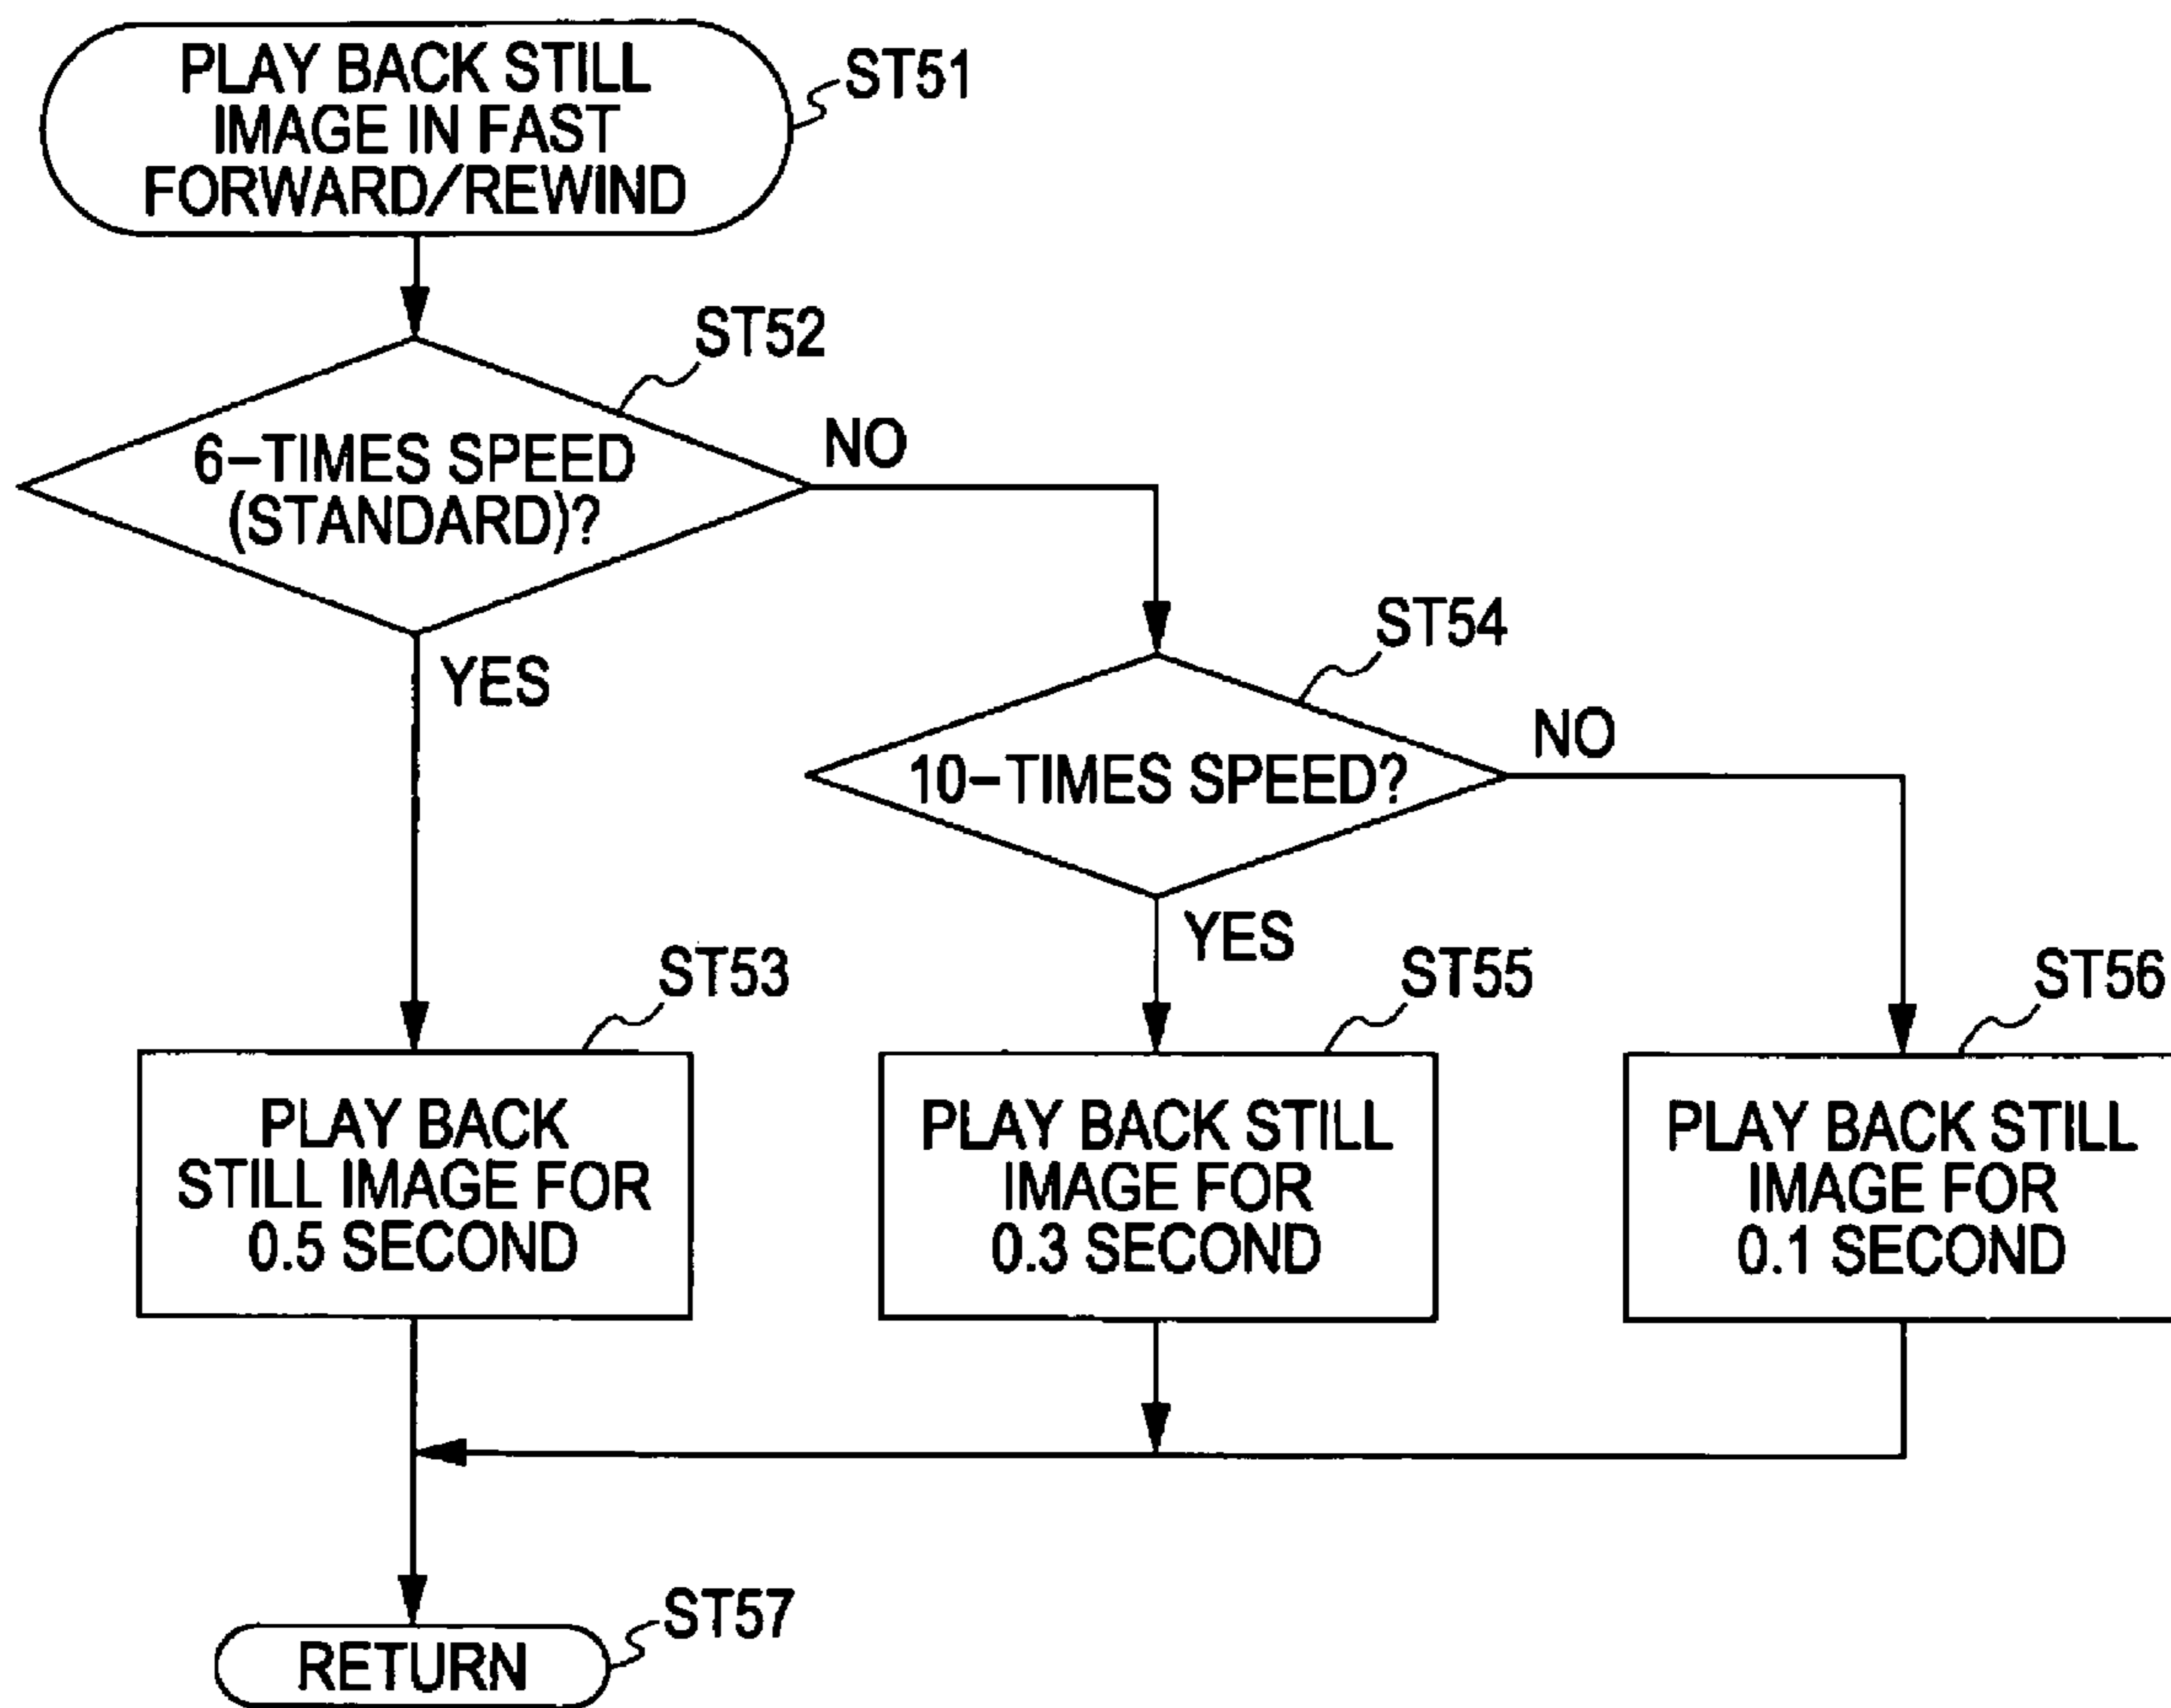 PLAY BACK STILL
IMAGE IN FAST
FORWARD/REWIND
ST51
ST52
6-TIMES SPEED
(STANDARD)?
NO
YES
ST54
10-TIMES SPEED?
NO
YES
ST53
PLAY BACK
STILL IMAGE FOR
0.5 SECOND
ST55
PLAY BACK STILL
IMAGE FOR
0.3 SECOND
ST56
PLAY BACK STILL
IMAGE FOR
0.1 SECOND
RETURN
ST57